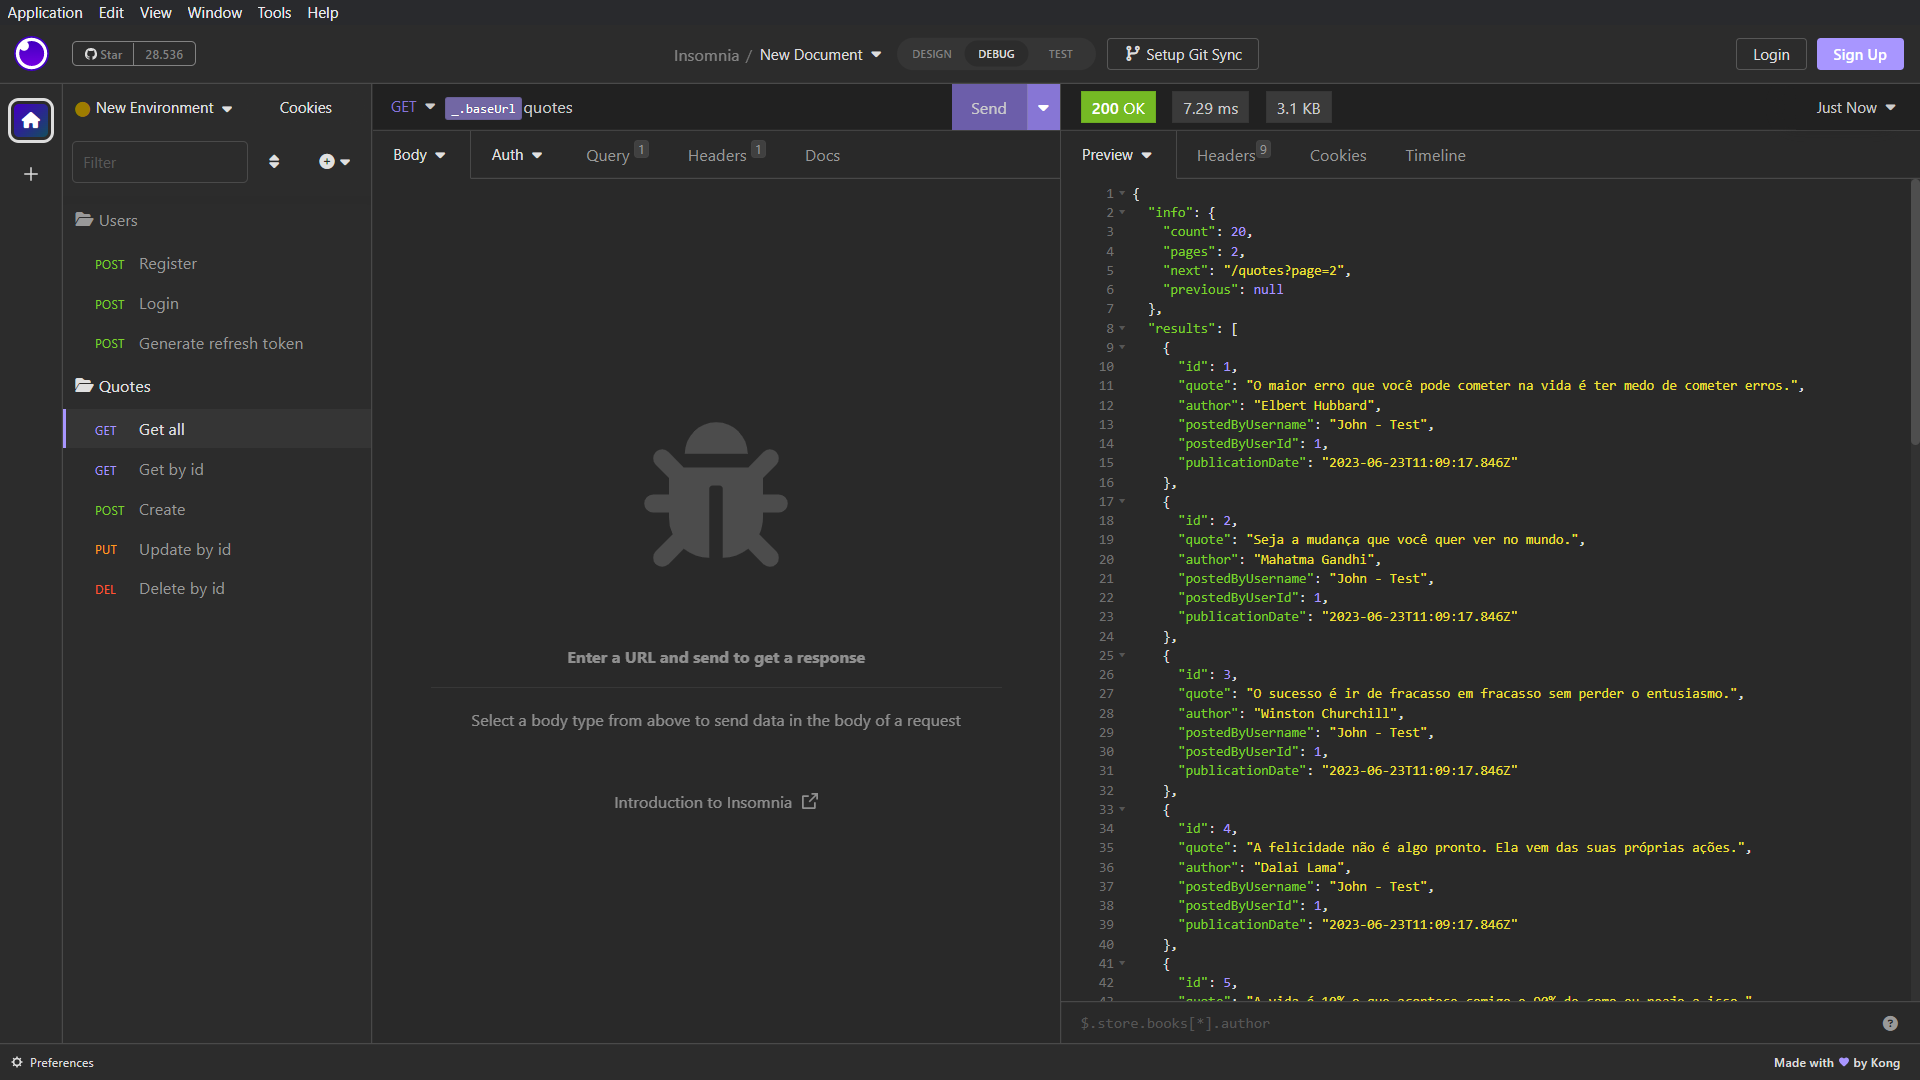 Application Edit View Window Tools Help
Star 28.536
Insomnia / New Document
DESIGN DEBUG TEST
Setup Git Sync
Login
Sign Up
New Environment
Cookies
Filter
Users
POST Register
POST Login
POST Generate refresh token
Quotes
GET Get all
GET Get by id
POST Create
PUT Update by id
DEL Delete by id
GET _.baseUrl quotes
Send
Body Auth Query 1 Headers 1 Docs
Enter a URL and send to get a response
Select a body type from above to send data in the body of a request
Introduction to Insomnia
200 OK 7.29 ms 3.1 KB Just Now
Preview Headers 9 Cookies Timeline
1 {
2 "info": {
3 "count": 20,
4 "pages": 2,
5 "next": "/quotes?page=2",
6 "previous": null
7 },
8 "results": [
9 {
10 "id": 1,
11 "quote": "O maior erro que você pode cometer na vida é ter medo de cometer erros.",
12 "author": "Elbert Hubbard",
13 "postedByUsername": "John - Test",
14 "postedByUserId": 1,
15 "publicationDate": "2023-06-23T11:09:17.846Z"
16 },
17 {
18 "id": 2,
19 "quote": "Seja a mudança que você quer ver no mundo.",
20 "author": "Mahatma Gandhi",
21 "postedByUsername": "John - Test",
22 "postedByUserId": 1,
23 "publicationDate": "2023-06-23T11:09:17.846Z"
24 },
25 {
26 "id": 3,
27 "quote": "O sucesso é ir de fracasso em fracasso sem perder o entusiasmo.",
28 "author": "Winston Churchill",
29 "postedByUsername": "John - Test",
30 "postedByUserId": 1,
31 "publicationDate": "2023-06-23T11:09:17.846Z"
32 },
33 {
34 "id": 4,
35 "quote": "A felicidade não é algo pronto. Ela vem das suas próprias ações.",
36 "author": "Dalai Lama",
37 "postedByUsername": "John - Test",
38 "postedByUserId": 1,
39 "publicationDate": "2023-06-23T11:09:17.846Z"
40 },
41 {
42 "id": 5,
43 "quote": "A vida é 10% o que acontece comigo e 90% de como eu reajo a isso."
$.store.books[*].author
Preferences
Made with by Kong